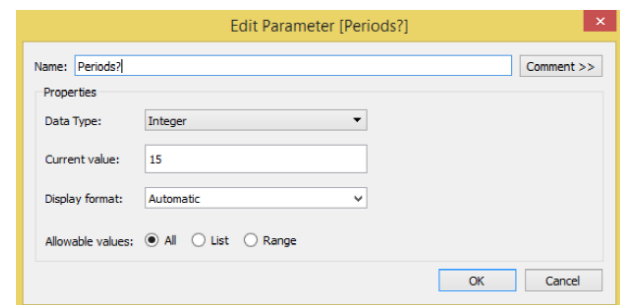 Edit Parameter [Periods?]
Name: Periods? Comment >>
Properties
Data Type: Integer
Current value: 15
Display format: Automatic
Allowable values: All List Range
OK Cancel